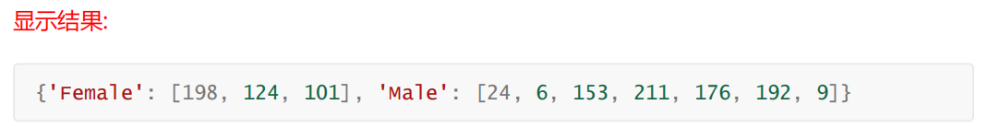 显示结果:
{'Female': [198, 124, 101], 'Male': [24, 6, 153, 211, 176, 192, 9]}